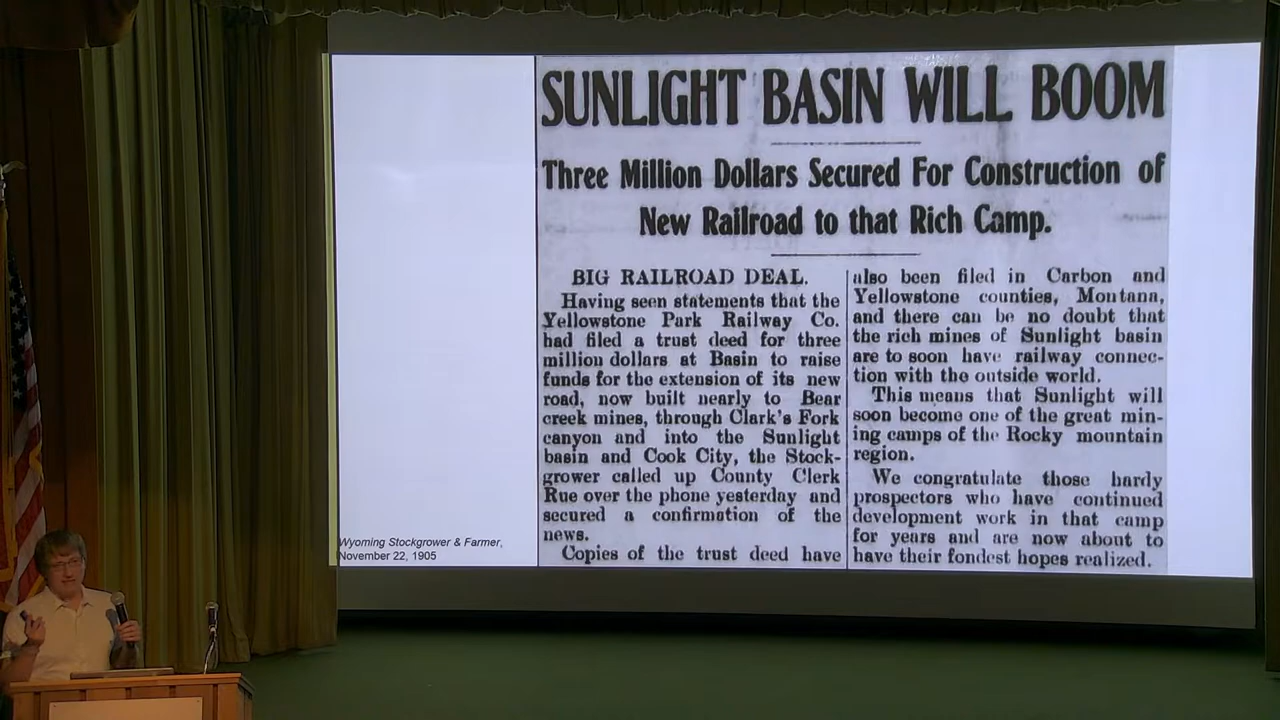 SUNLIGHT BASIN WILL BOOM
Three Million Dollars Secured For Construction of
New Railroad to that Rich Camp.
BIG RAILROAD DEAL.
Having seen statements that the
Yellowstone Park Railway Co.
had filed a trust deed for three
million dollars at Basin to raise
funds for the extension of its new
road, now built nearly to Bear
creek mines, through Clark's Fork
canyon and into the Sunlight
basin and Cook City, the Stock-
grower called up County Clerk
Rue over the phone yesterday and
secured a confirmation of the
news.
Copies of the trust deed have
also been filed in Carbon and
Yellowstone counties, Montana,
and there can be no doubt that
the rich mines of Sunlight basin
are to soon have railway connec-
tion with the outside world.
This means that Sunlight will
soon become one of the great min-
ing camps of the Rocky mountain
region.
We congratulate those hardy
prospectors who have continued
development work in that camp
for years and are now about to
have their fondest hopes realized.
Wyoming Stockgrower & Farmer,
November 22, 1905